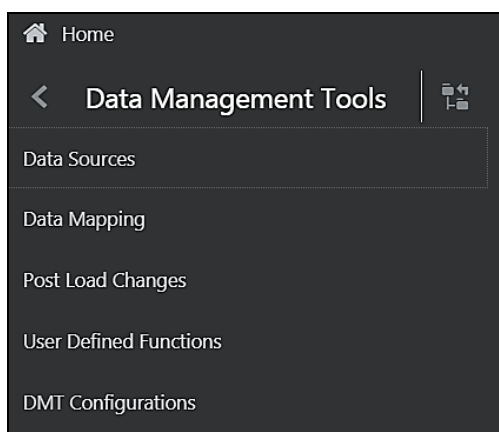 Home
Data Management Tools
Data Sources
Data Mapping
Post Load Changes
User Defined Functions
DMT Configurations